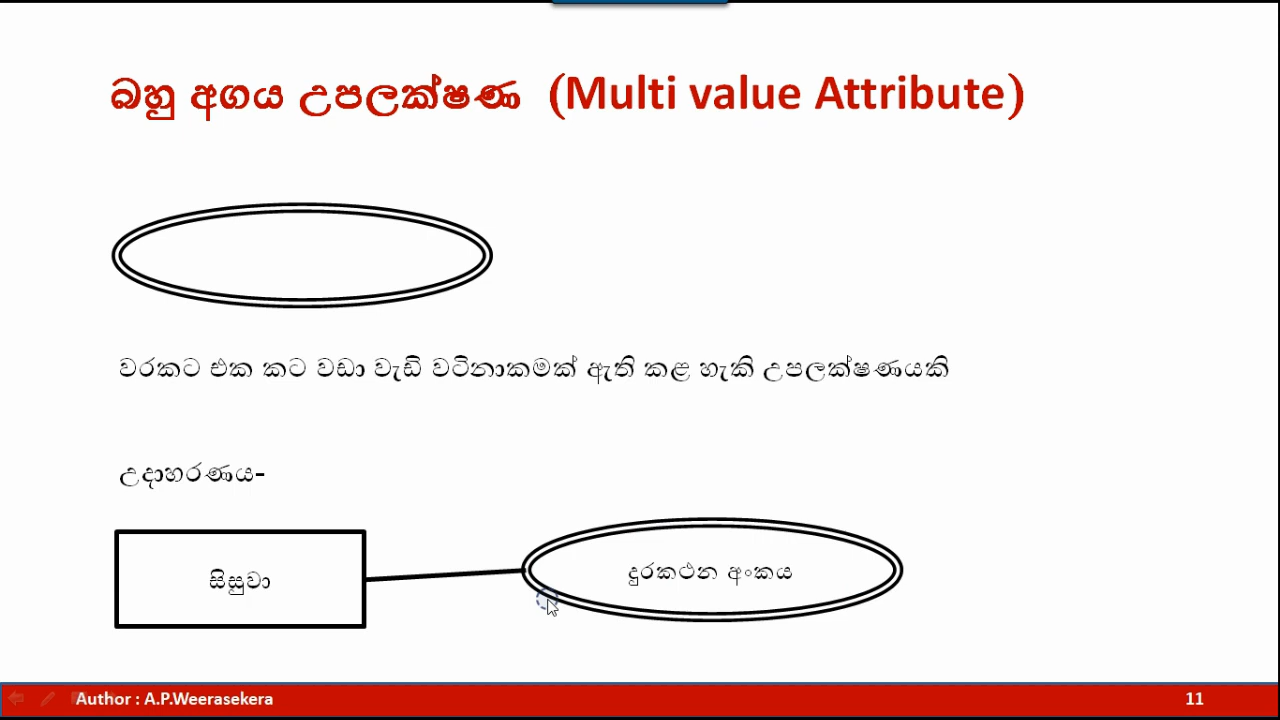 බහු අගය උපලක්ෂණ (Multi value Attribute)
වරකට එක කට වඩා වැඩි වටිනාකමක් ඇති කළ හැකි උපලක්ෂණයකි
උදාහරණය-
සිසුවා
දුරකථන අංකය
Author : A.P.Weerasekera
11